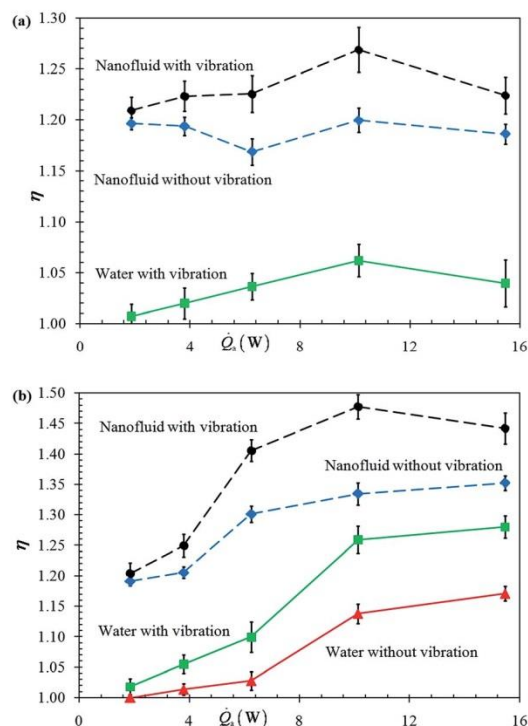 (a)
1.30
Nanofluid with vibration
1.25
1.20
Nanofluid without vibration
η
1.15
1.10
Water with vibration
1.05
1.00
0 4 8 12 16
Q̇a (W)
(b)
1.50
1.45
Nanofluid with vibration
1.40
Nanofluid without vibration
1.35
1.30
η
1.25
1.20
1.15
Water with vibration
1.10
Water without vibration
1.05
1.00
0 4 8 12 16
Q̇a (W)